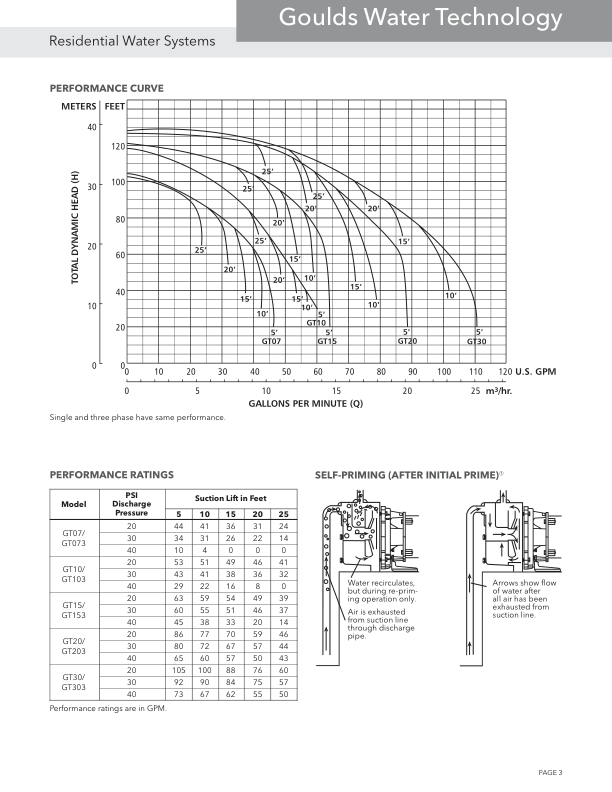 Goulds Water Technology
Residential Water Systems
PERFORMANCE CURVE
METERS FEET
TOTAL DYNAMIC HEAD (H)
40
30
20
10
0
120
100
80
60
40
20
0
25'
25'
25'
20'
20'
20'
15'
25'
25'
20'
15'
20'
20'
15'
10'
15'
15'
10'
10'
10'
10'
5'
GT07
5'
GT10
5'
GT15
5'
GT20
5'
GT30
0 10 20 30 40 50 60 70 80 90 100 110 120 U.S. GPM
0 5 10 15 20 25 m³/hr.
GALLONS PER MINUTE (Q)
Single and three phase have same performance.
PERFORMANCE RATINGS
Model PSI Discharge Pressure Suction Lift in Feet
5 10 15 20 25
GT07/ GT073
20 44 41 36 31 24
30 34 31 26 22 14
40 10 4 0 0 0
GT10/ GT103
20 53 51 49 46 41
30 43 41 38 36 32
40 29 22 16 8 0
GT15/ GT153
20 63 59 54 49 39
30 60 55 51 46 37
40 45 38 33 20 14
GT20/ GT203
20 86 77 70 59 46
30 80 72 67 57 44
40 65 60 57 50 43
GT30/ GT303
20 105 100 88 76 60
30 92 90 84 75 57
40 73 67 62 55 50
Performance ratings are in GPM.
SELF-PRIMING (AFTER INITIAL PRIME)①
Water recirculates,
but during re-prim-
ing operation only.
Air is exhausted
from suction line
through discharge
pipe.
Arrows show flow
of water after
all air has been
exhausted from
suction line.
PAGE 3